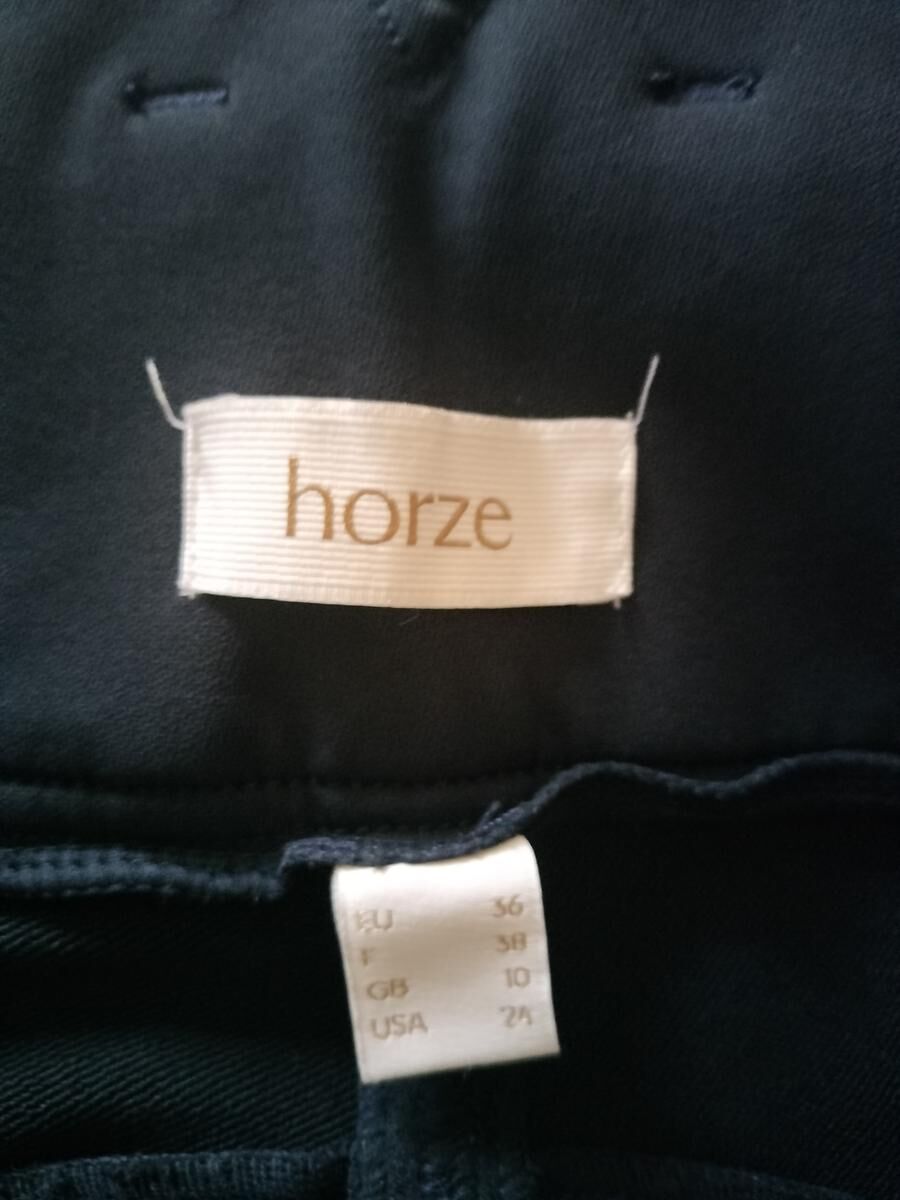 horze
EU 36
F 38
GB 10
USA 24